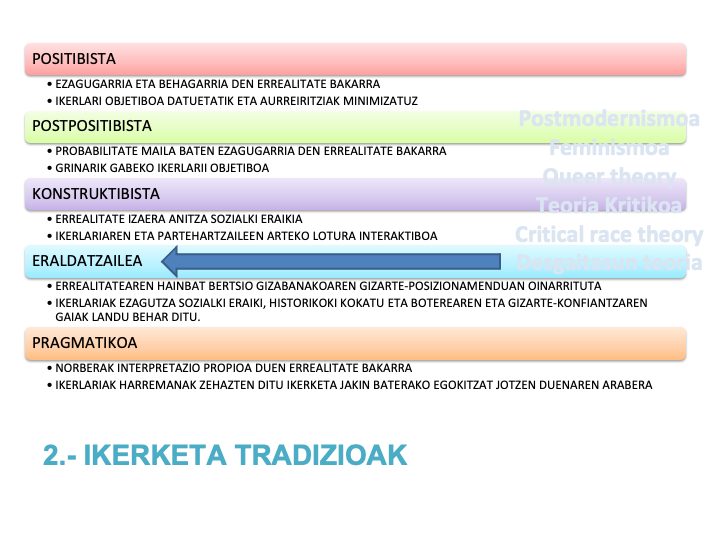 POSITIBISTA
• EZAGUGARRIA ETA BEHAGARRIA DEN ERREALITATE BAKARRA
• IKERLARI OBJETIBOA DATUETATIK ETA AURREIRITZIAK MINIMIZATUZ
POSTPOSITIBISTA
• PROBABILITATE MAILA BATEN EZAGUGARRIA DEN ERREALITATE BAKARRA
• GRINARIK GABEKO IKERLARII OBJETIBOA
KONSTRUKTIBISTA
• ERREALITATE IZAERA ANITZA SOZIALKI ERAIKIA
• IKERLARIAREN ETA PARTEHARTZAILEEN ARTEKO LOTURA INTERAKTIBOA
ERALDATZAILEA
• ERREALITATEAREN HAINBAT BERTSIO GIZABANAKOAREN GIZARTE-POSIZIONAMENDUAN OINARRITUTA
• IKERLARIAK EZAGUTZA SOZIALKI ERAIKI, HISTORIKOKI KOKATU ETA BOTEREAREN ETA GIZARTE-KONFIANTZAREN
GAIAK LANDU BEHAR DITU.
PRAGMATIKOA
• NORBERAK INTERPRETAZIO PROPIOA DUEN ERREALITATE BAKARRA
• IKERLARIAK HARREMANAK ZEHAZTEN DITU IKERKETA JAKIN BATERAKO EGOKITZAT JOTZEN DUENAREN ARABERA
Postmodernismoa
Feminismoa
Queer theory
Teoria Kritikoa
Critical race theory
Desgaitasun teoria
2.- IKERKETA TRADIZIOAK